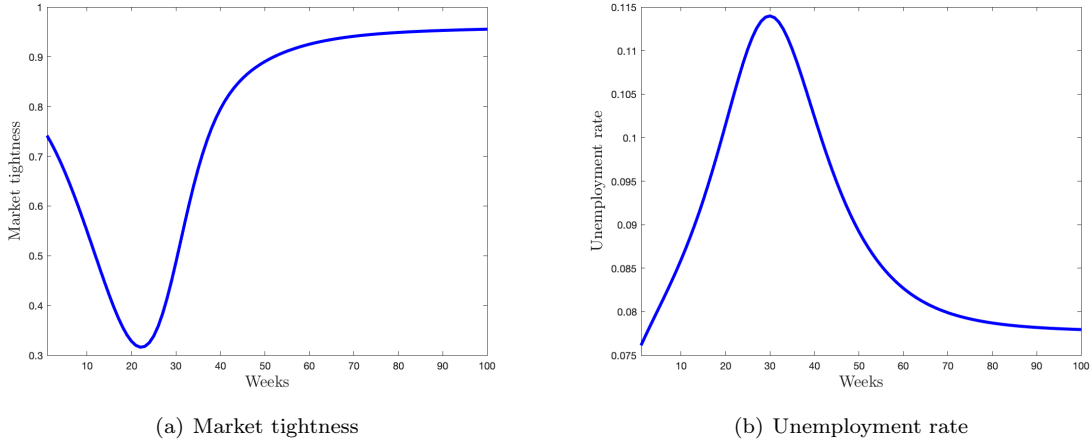 1
0.9
0.8
0.7
0.6
0.5
0.4
0.3
Market tightness
10 20 30 40 50 60 70 80 90 100
Weeks
(a) Market tightness
0.115
0.11
0.105
0.1
0.095
0.09
0.085
0.08
0.075
Unemployment rate
10 20 30 40 50 60 70 80 90 100
Weeks
(b) Unemployment rate